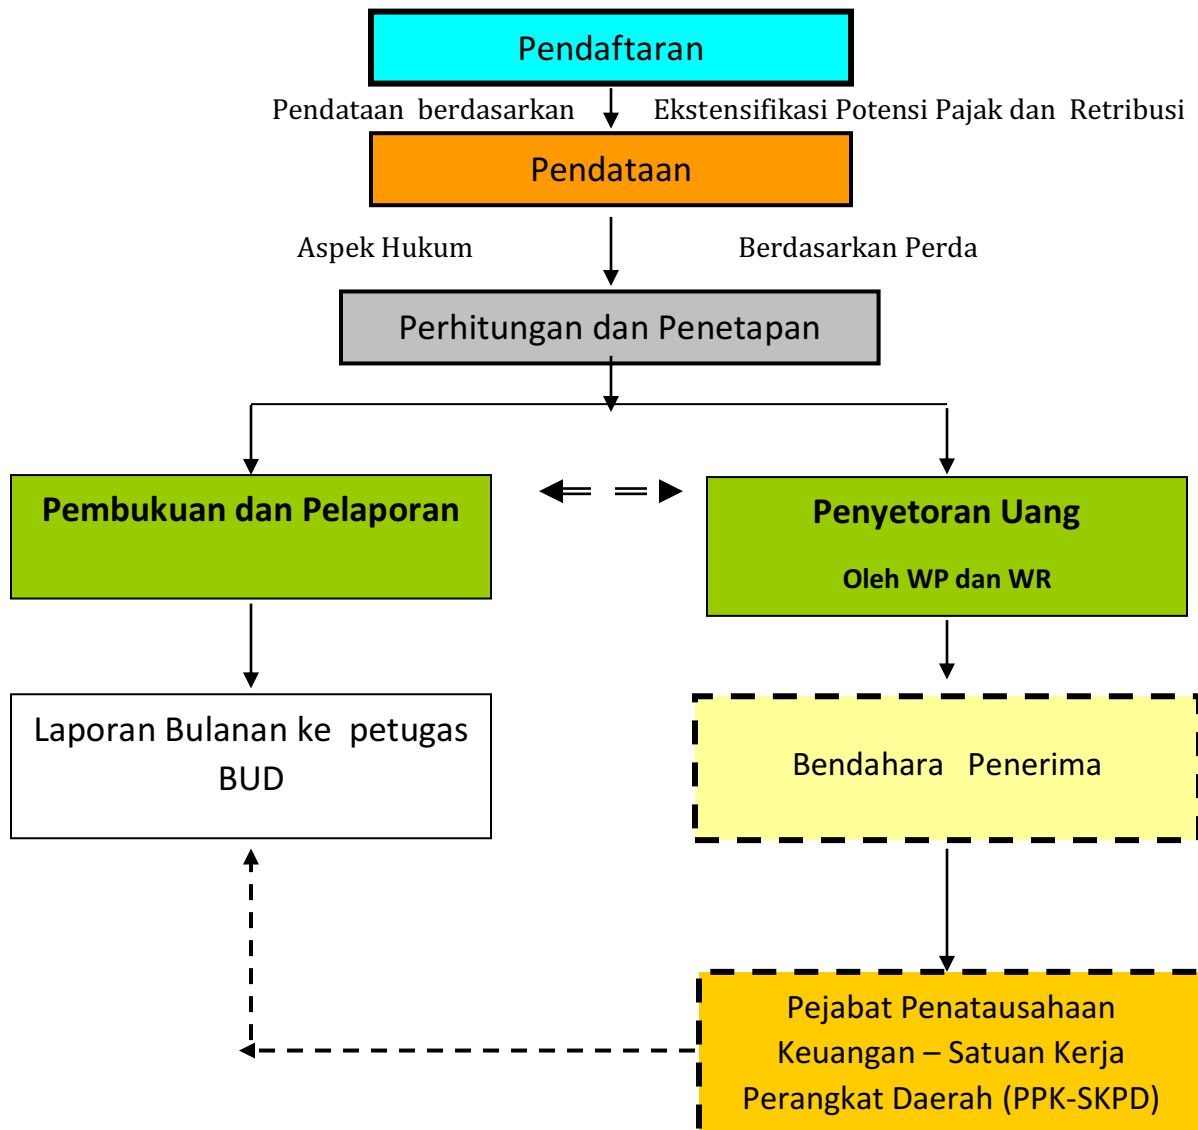 Pendaftaran
Pendataan berdasarkan
Ekstensifikasi Potensi Pajak dan Retribusi
Pendataan
Aspek Hukum
Berdasarkan Perda
Perhitungan dan Penetapan
Pembukuan dan Pelaporan
Penyetoran Uang
Oleh WP dan WR
Laporan Bulanan ke petugas
BUD
Bendahara Penerima
Pejabat Penatausahaan
Keuangan – Satuan Kerja
Perangkat Daerah (PPK-SKPD)